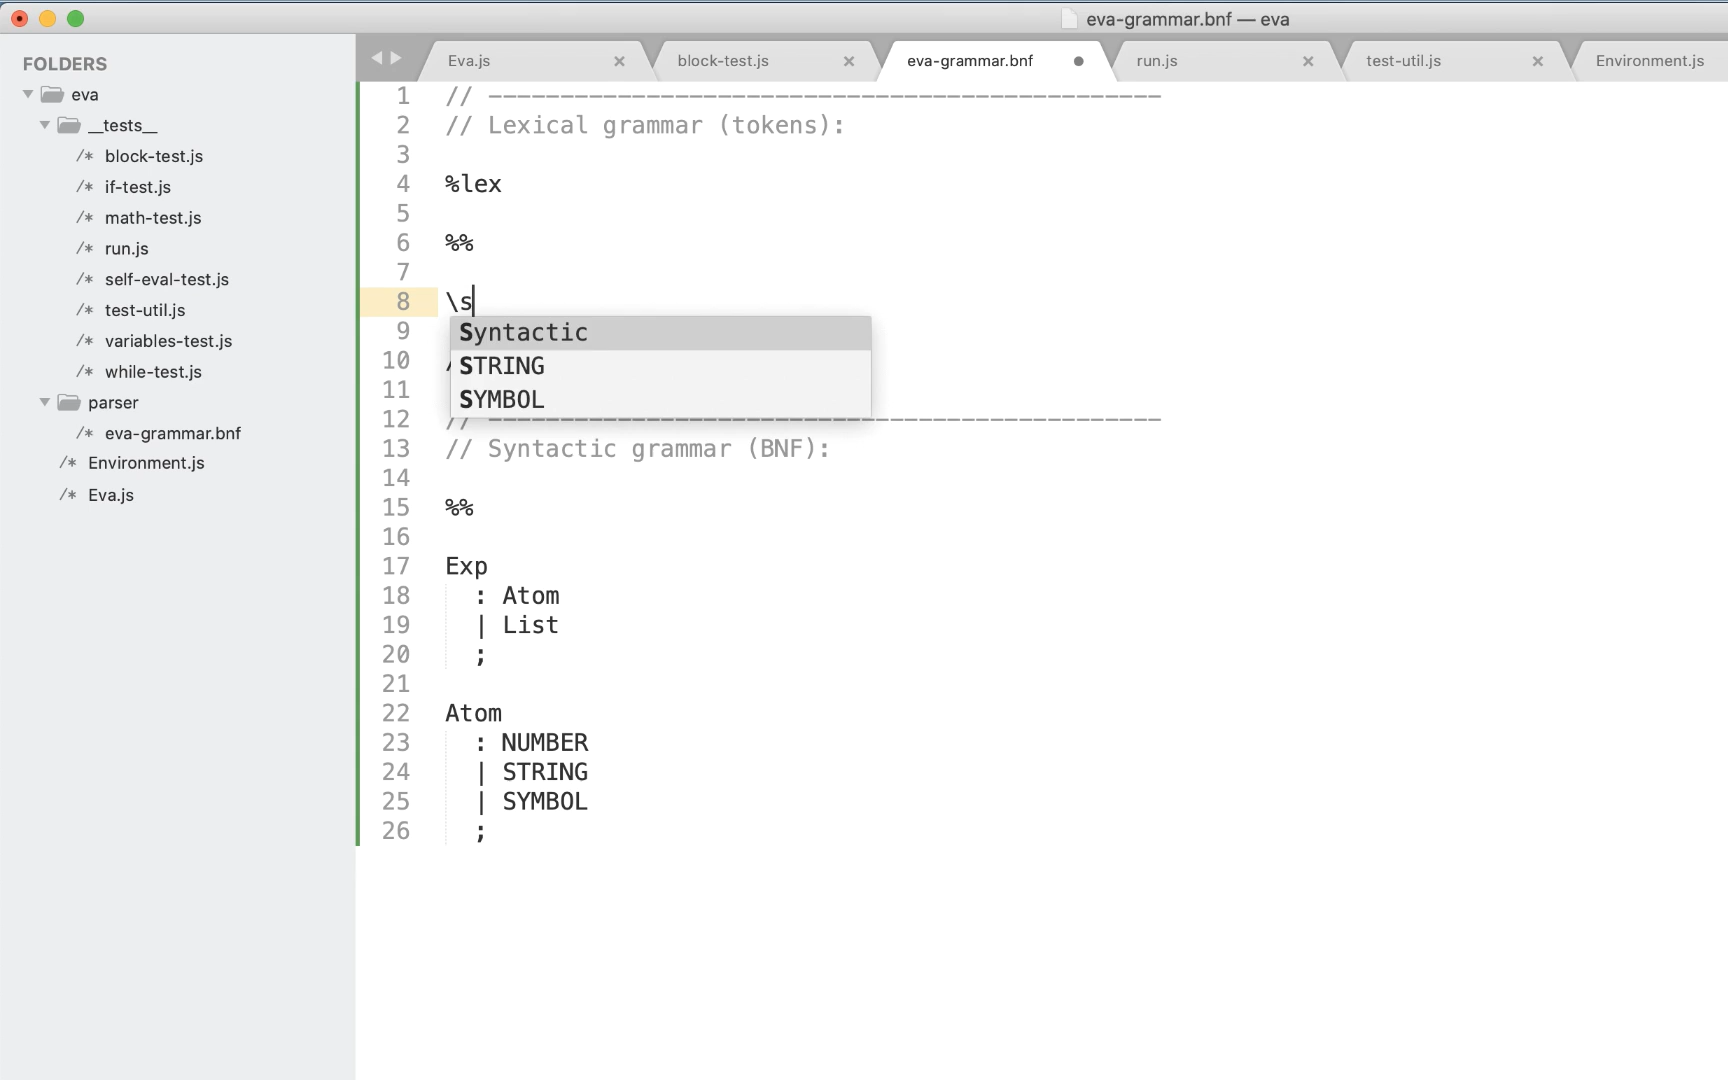 eva-grammar.bnf — eva
FOLDERS
eva
__tests__
/* block-test.js
/* if-test.js
/* math-test.js
/* run.js
/* self-eval-test.js
/* test-util.js
/* variables-test.js
/* while-test.js
parser
/* eva-grammar.bnf
/* Environment.js
/* Eva.js
Eva.js × block-test.js × eva-grammar.bnf run.js × test-util.js × Environment.js
1 // -----------------------------------------------
2 // Lexical grammar (tokens):
3
4 %lex
5
6 %%
7
8 \s
Syntactic
STRING
SYMBOL
9
10
11
12 // -----------------------------------------------
13 // Syntactic grammar (BNF):
14
15 %%
16
17 Exp
18 : Atom
19 | List
20 ;
21
22 Atom
23 : NUMBER
24 | STRING
25 | SYMBOL
26 ;